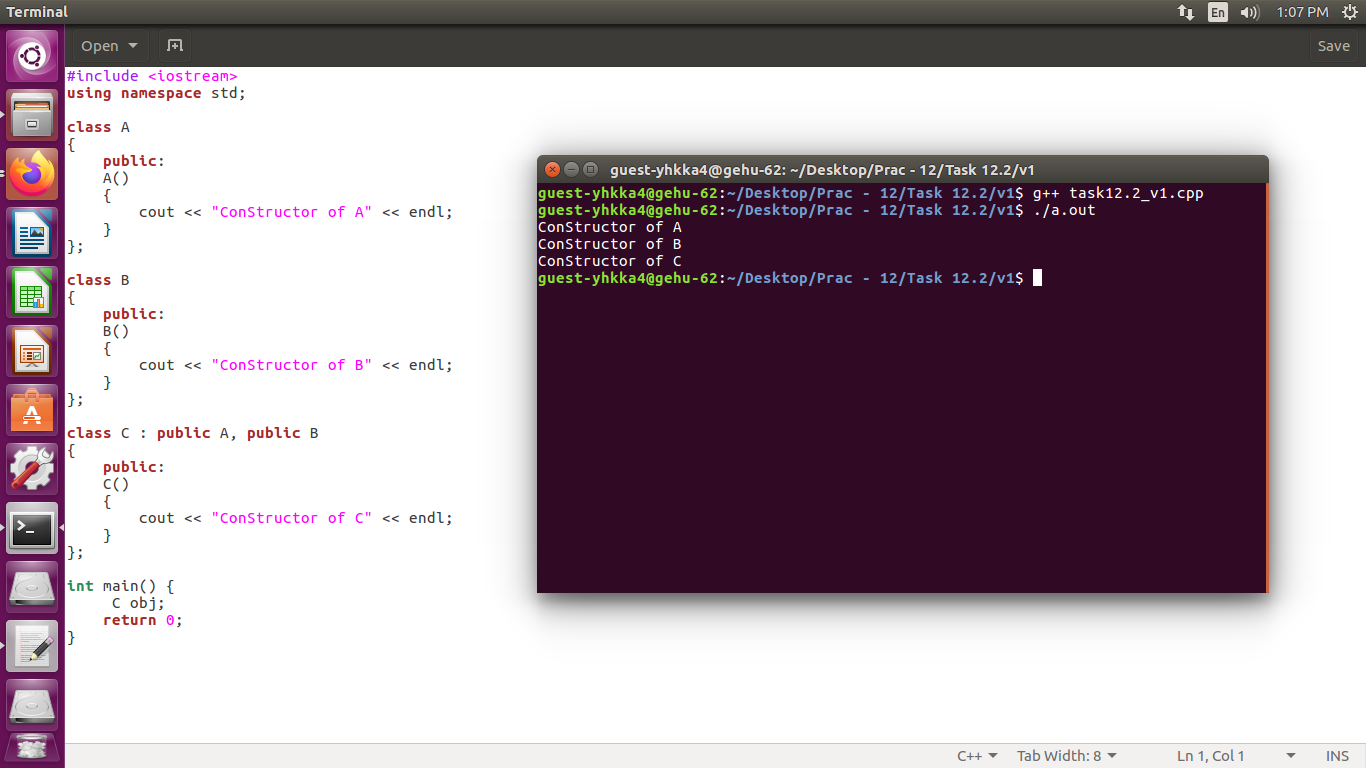 Terminal
En
1:07 PM
Open
Save
#include <iostream>
using namespace std;
class A
{
    public:
    A()
    {
        cout << "ConStructor of A" << endl;
    }
};
class B
{
    public:
    B()
    {
        cout << "ConStructor of B" << endl;
    }
};
class C : public A, public B
{
    public:
    C()
    {
        cout << "ConStructor of C" << endl;
    }
};
int main() {
     C obj;
    return 0;
}
guest-yhkka4@gehu-62: ~/Desktop/Prac - 12/Task 12.2/v1
guest-yhkka4@gehu-62:~/Desktop/Prac - 12/Task 12.2/v1$ g++ task12.2_v1.cpp
guest-yhkka4@gehu-62:~/Desktop/Prac - 12/Task 12.2/v1$ ./a.out
ConStructor of A
ConStructor of B
ConStructor of C
guest-yhkka4@gehu-62:~/Desktop/Prac - 12/Task 12.2/v1$
C++
Tab Width: 8
Ln 1, Col 1
INS